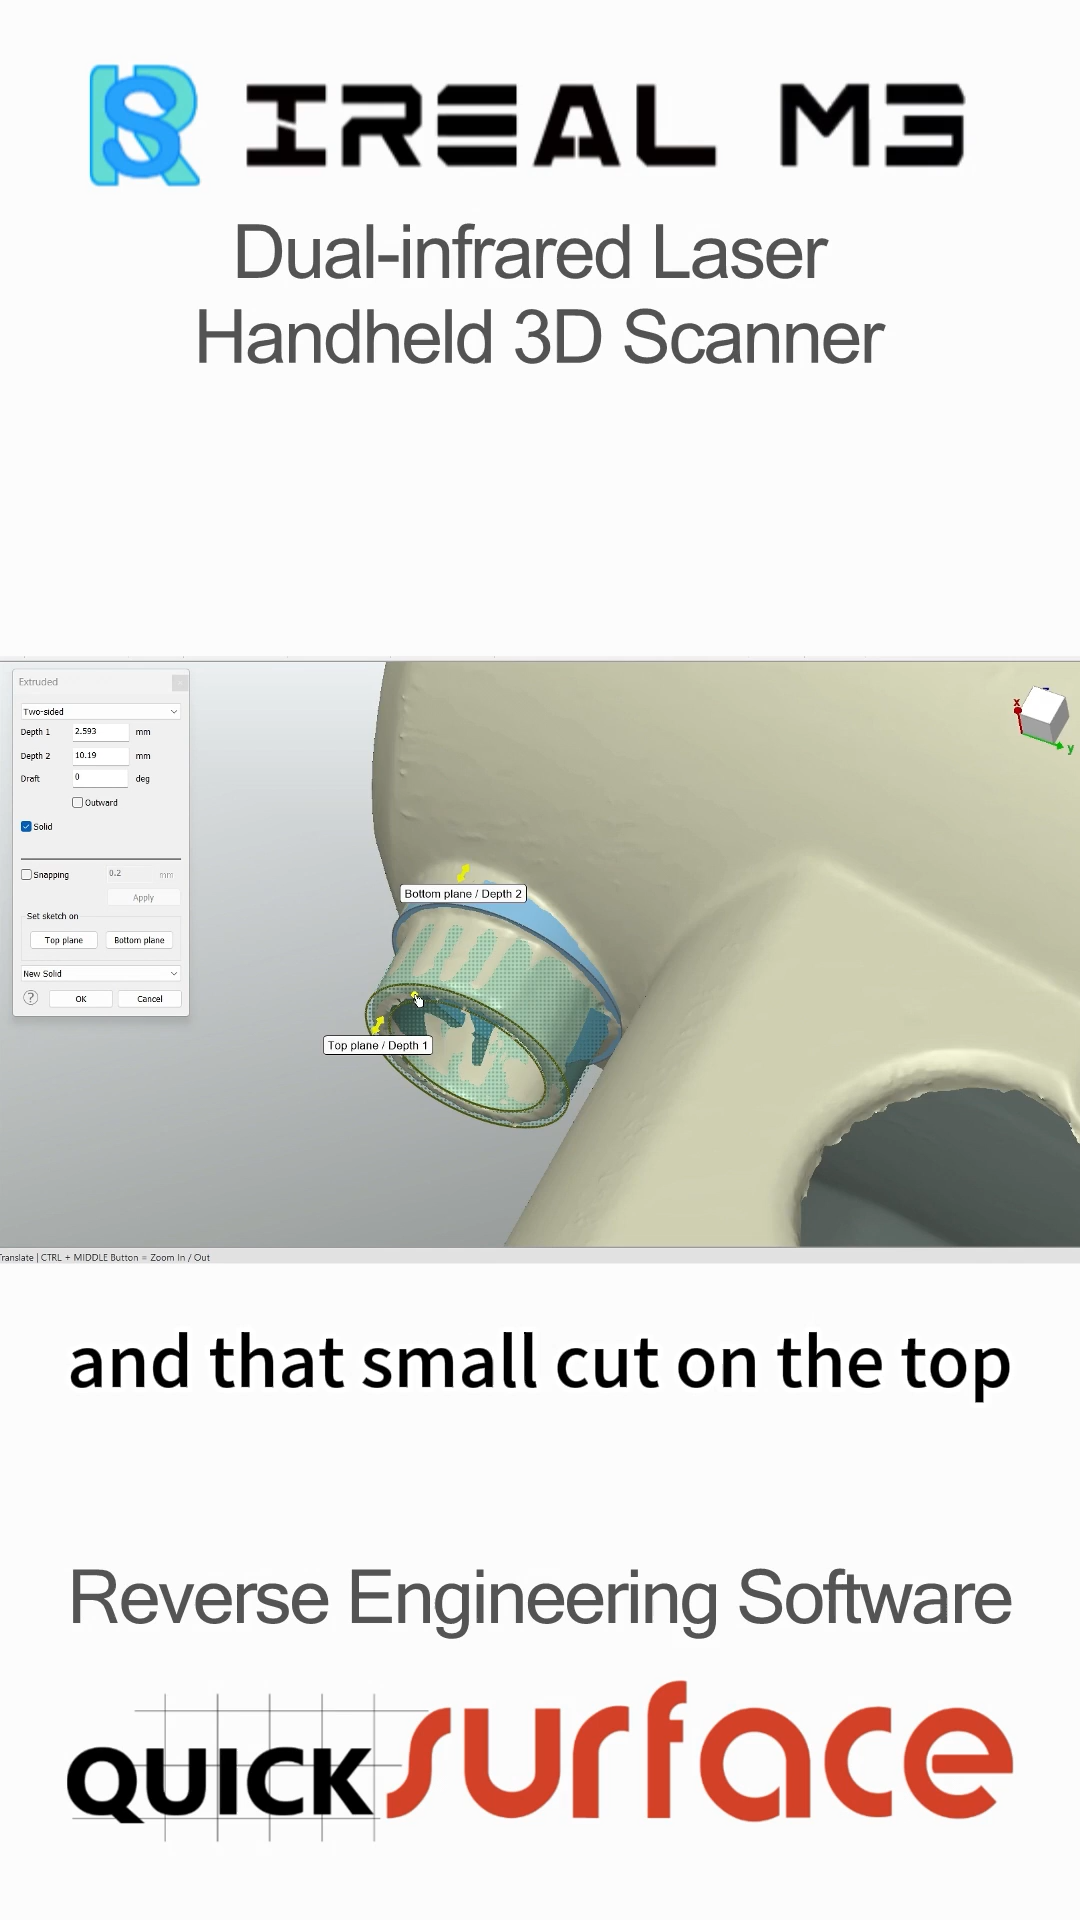 RS IREAL M3
Dual-infrared Laser
Handheld 3D Scanner
Extruded
Two-sided
Depth 1 2.593 mm
Depth 2 10.19 mm
Draft 0 deg
Outward
Solid
Snapping 0.2 mm
Apply
Set sketch on
Top plane Bottom plane
New Solid
? OK Cancel
Bottom plane / Depth 2
Top plane / Depth 1
x
y
Translate | CTRL + MIDDLE Button = Zoom In / Out
and that small cut on the top
Reverse Engineering Software
QUICKsurface